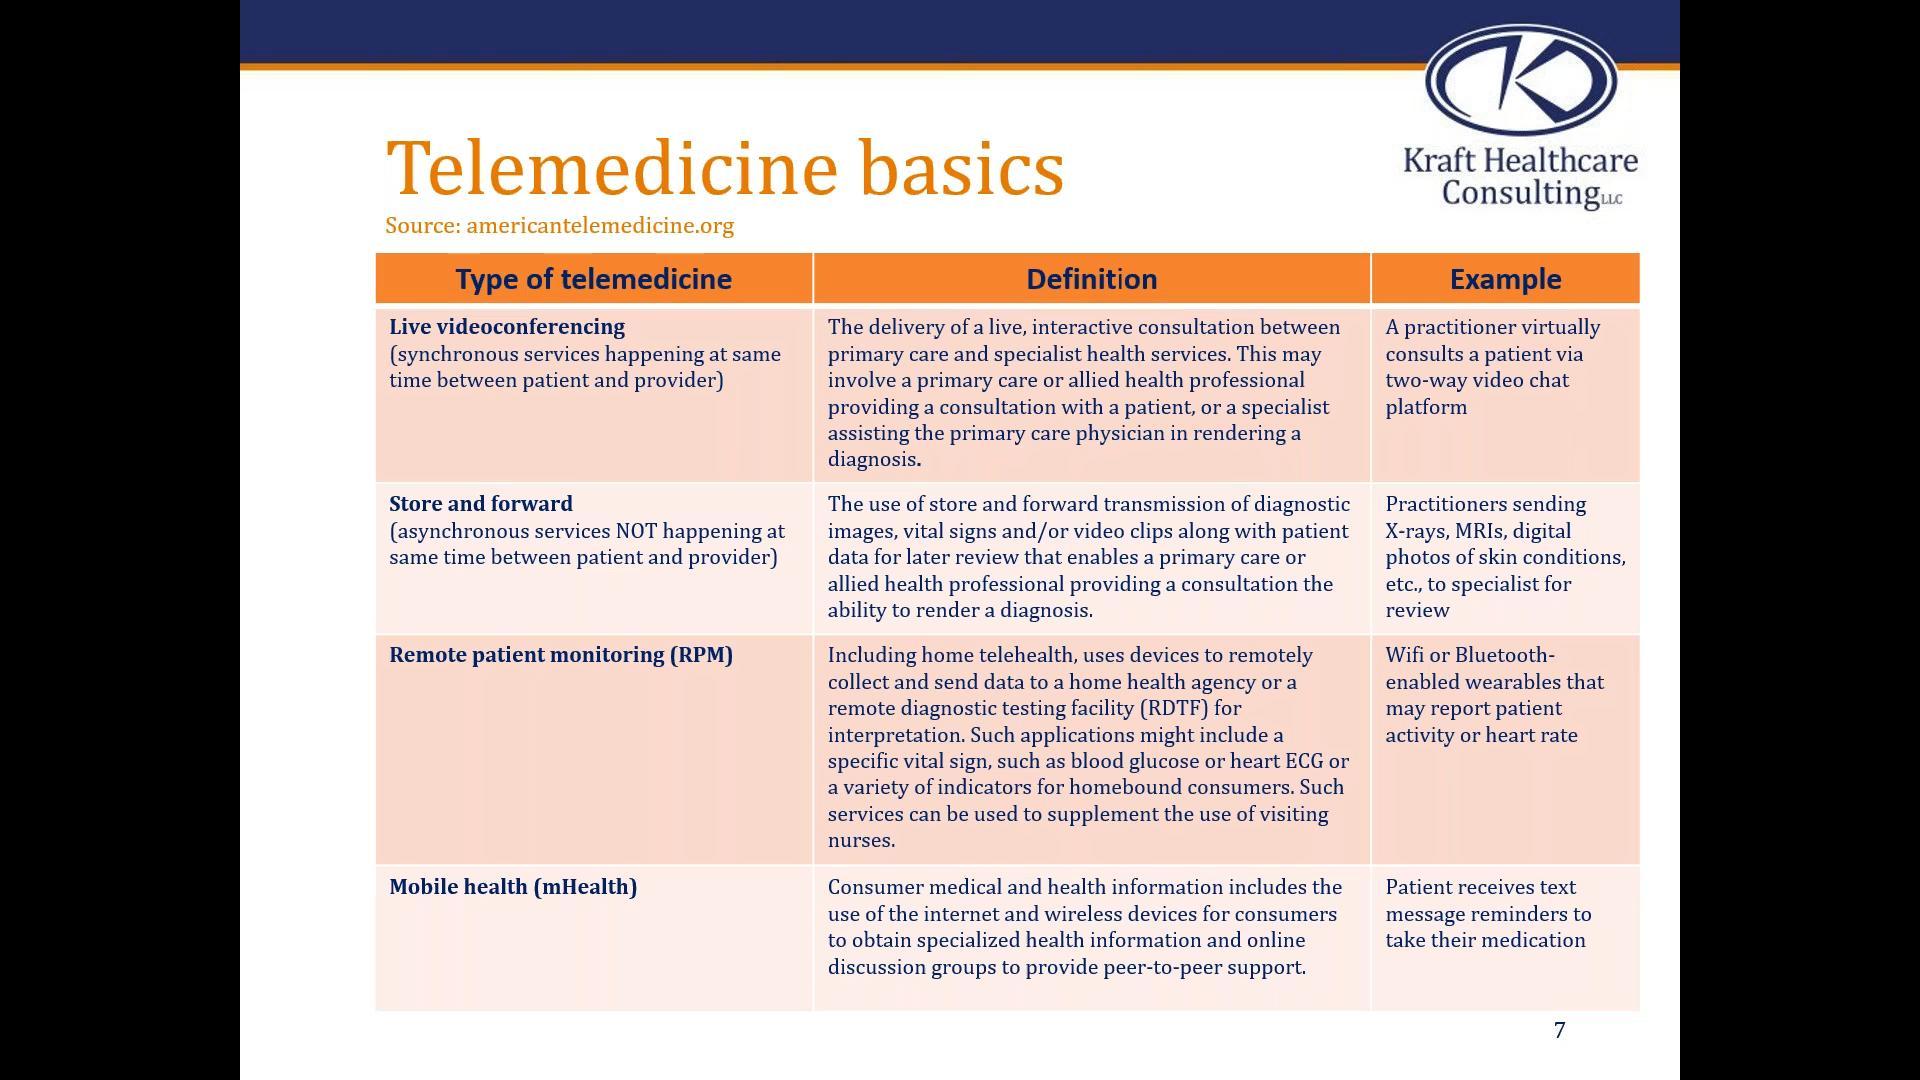 Kraft Healthcare
Consulting LLC
Telemedicine basics
Source: americantelemedicine.org
Type of telemedicine
Definition
Example
Live videoconferencing
(synchronous services happening at same
time between patient and provider)
The delivery of a live, interactive consultation between
primary care and specialist health services. This may
involve a primary care or allied health professional
providing a consultation with a patient, or a specialist
assisting the primary care physician in rendering a
diagnosis.
A practitioner virtually
consults a patient via
two-way video chat
platform
Store and forward
(asynchronous services NOT happening at
same time between patient and provider)
The use of store and forward transmission of diagnostic
images, vital signs and/or video clips along with patient
data for later review that enables a primary care or
allied health professional providing a consultation the
ability to render a diagnosis.
Practitioners sending
X-rays, MRIs, digital
photos of skin conditions,
etc., to specialist for
review
Remote patient monitoring (RPM)
Including home telehealth, uses devices to remotely
collect and send data to a home health agency or a
remote diagnostic testing facility (RDTF) for
interpretation. Such applications might include a
specific vital sign, such as blood glucose or heart ECG or
a variety of indicators for homebound consumers. Such
services can be used to supplement the use of visiting
nurses.
Wifi or Bluetooth-
enabled wearables that
may report patient
activity or heart rate
Mobile health (mHealth)
Consumer medical and health information includes the
use of the internet and wireless devices for consumers
to obtain specialized health information and online
discussion groups to provide peer-to-peer support.
Patient receives text
message reminders to
take their medication
7